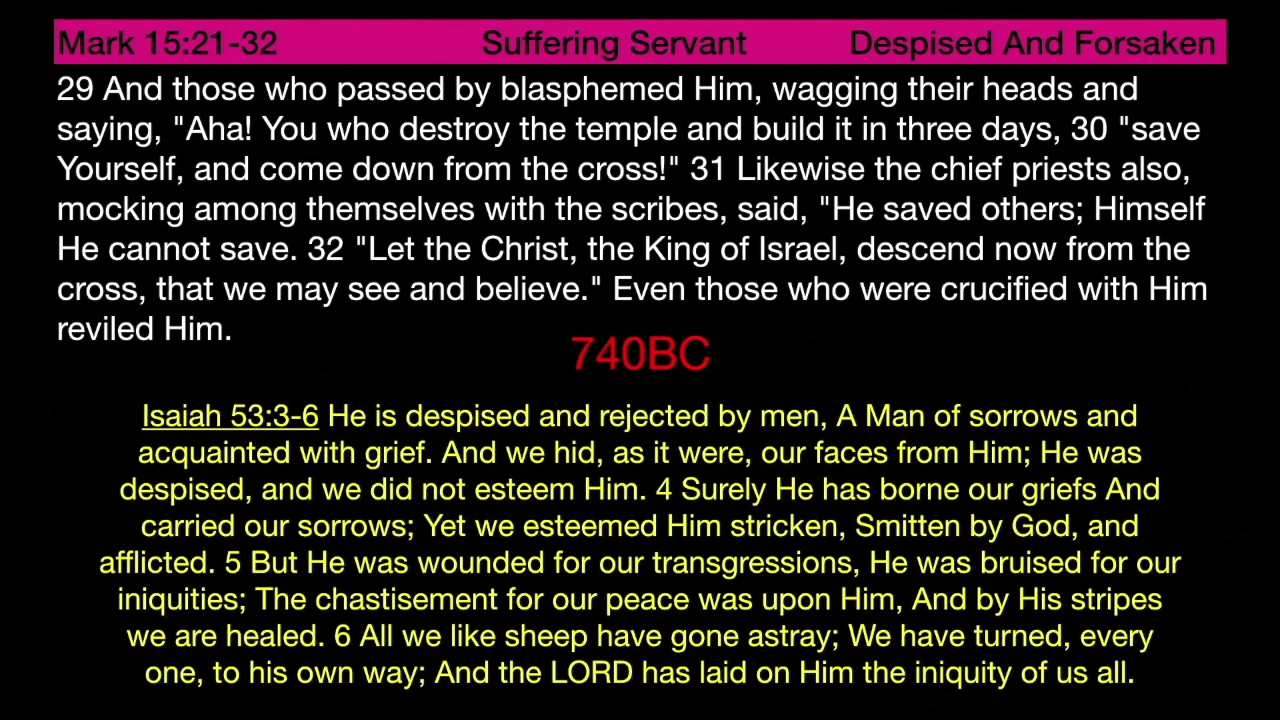 Mark 15:21-32 Suffering Servant Despised And Forsaken
29 And those who passed by blasphemed Him, wagging their heads and
saying, "Aha! You who destroy the temple and build it in three days, 30 "save
Yourself, and come down from the cross!" 31 Likewise the chief priests also,
mocking among themselves with the scribes, said, "He saved others; Himself
He cannot save. 32 "Let the Christ, the King of Israel, descend now from the
cross, that we may see and believe." Even those who were crucified with Him
reviled Him.
740BC
Isaiah 53:3-6 He is despised and rejected by men, A Man of sorrows and
acquainted with grief. And we hid, as it were, our faces from Him; He was
despised, and we did not esteem Him. 4 Surely He has borne our griefs And
carried our sorrows; Yet we esteemed Him stricken, Smitten by God, and
afflicted. 5 But He was wounded for our transgressions, He was bruised for our
iniquities; The chastisement for our peace was upon Him, And by His stripes
we are healed. 6 All we like sheep have gone astray; We have turned, every
one, to his own way; And the LORD has laid on Him the iniquity of us all.